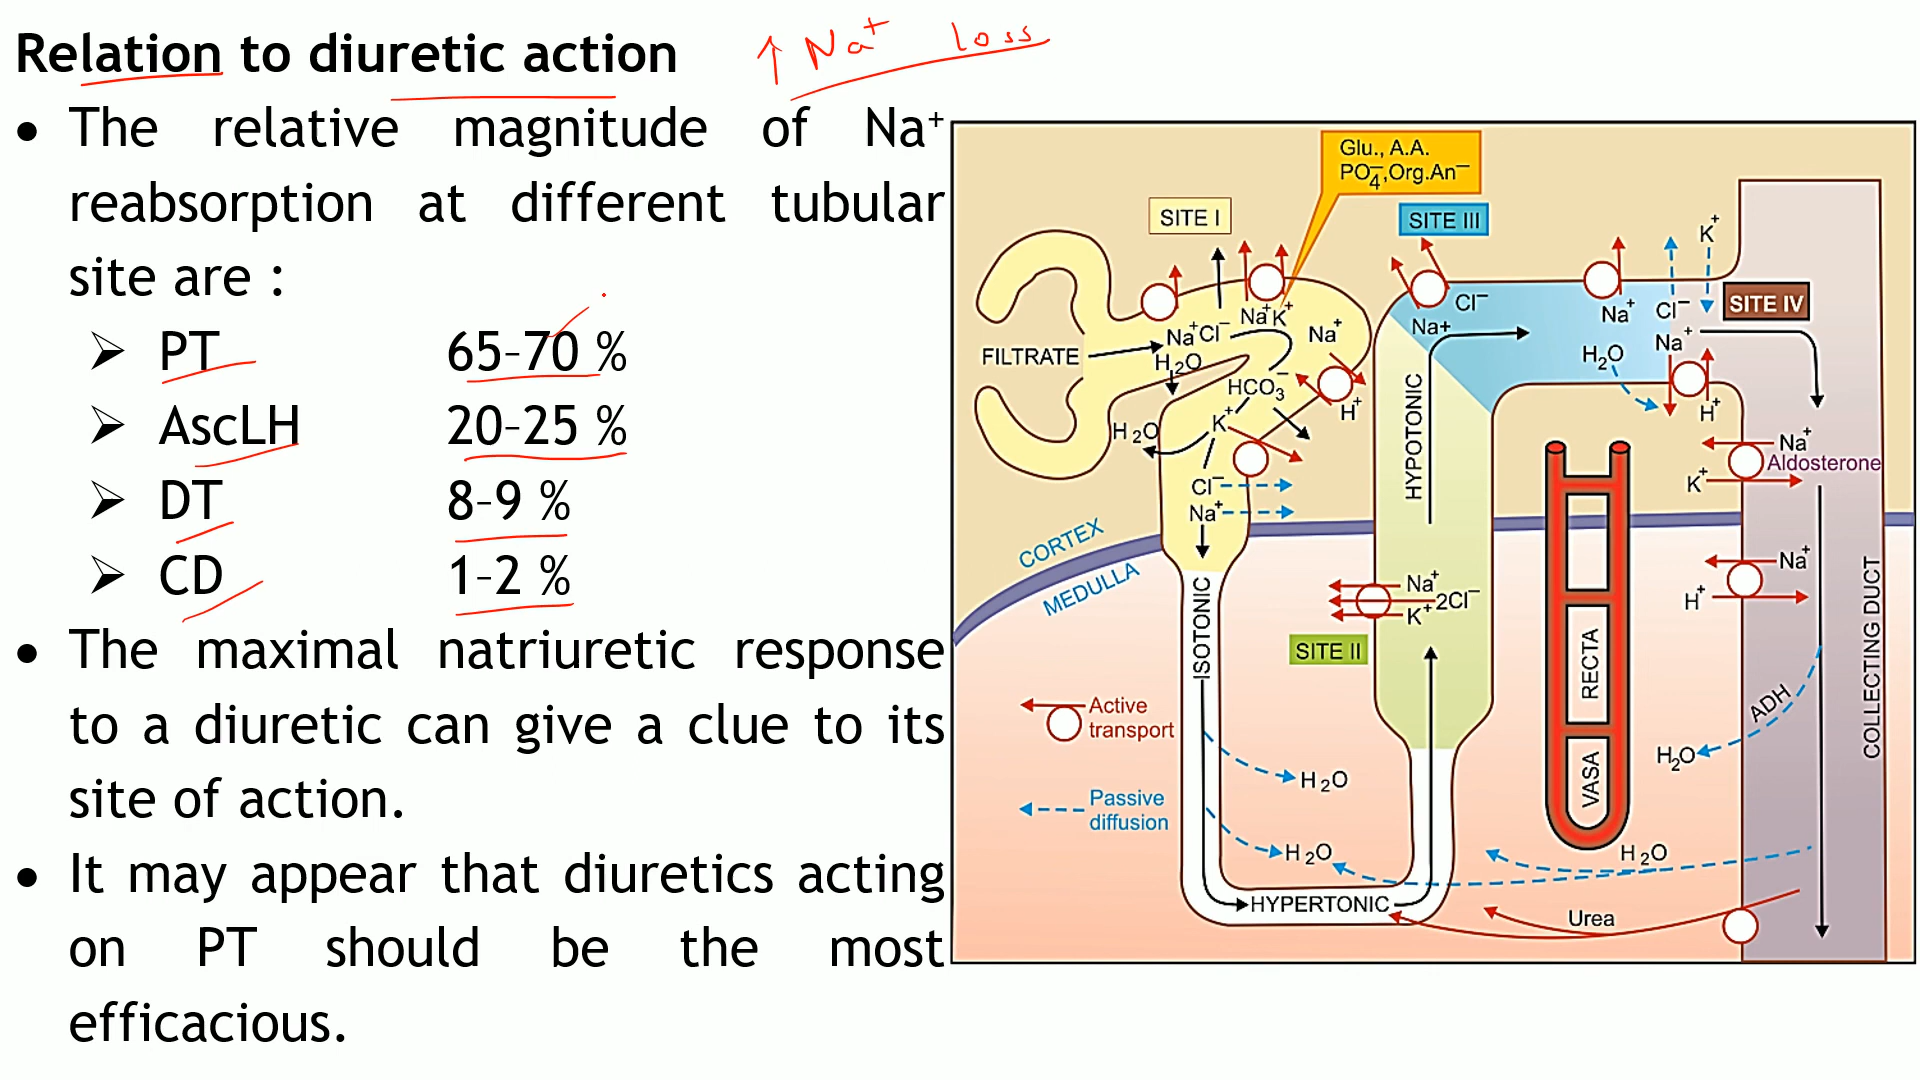 Relation to diuretic action
↑ Na⁺ loss
• The relative magnitude of Na⁺
reabsorption at different tubular
site are :
➢ PT 65-70 %
➢ AscLH 20-25 %
➢ DT 8-9 %
➢ CD 1-2 %
• The maximal natriuretic response
to a diuretic can give a clue to its
site of action.
• It may appear that diuretics acting
on PT should be the most
efficacious.
Glu., A.A.
PO₄⁻,Org.An⁻
SITE I
SITE III
K⁺
SITE IV
FILTRATE
Na⁺Cl⁻
Na⁺K⁺
Na⁺
H₂O
HCO₃⁻
H⁺
K⁺
H₂O
Cl⁻
Na⁺
Cl⁻
Na+
Na⁺
Cl⁻
Na⁺
H₂O
H⁺
HYPOTONIC
Na⁺
Aldosterone
K⁺
CORTEX
MEDULLA
ISOTONIC
Na⁺
2Cl⁻
K⁺
SITE II
Na⁺
H⁺
RECTA
VASA
COLLECTING DUCT
ADH
H₂O
Active
transport
Passive
diffusion
H₂O
H₂O
H₂O
HYPERTONIC
Urea